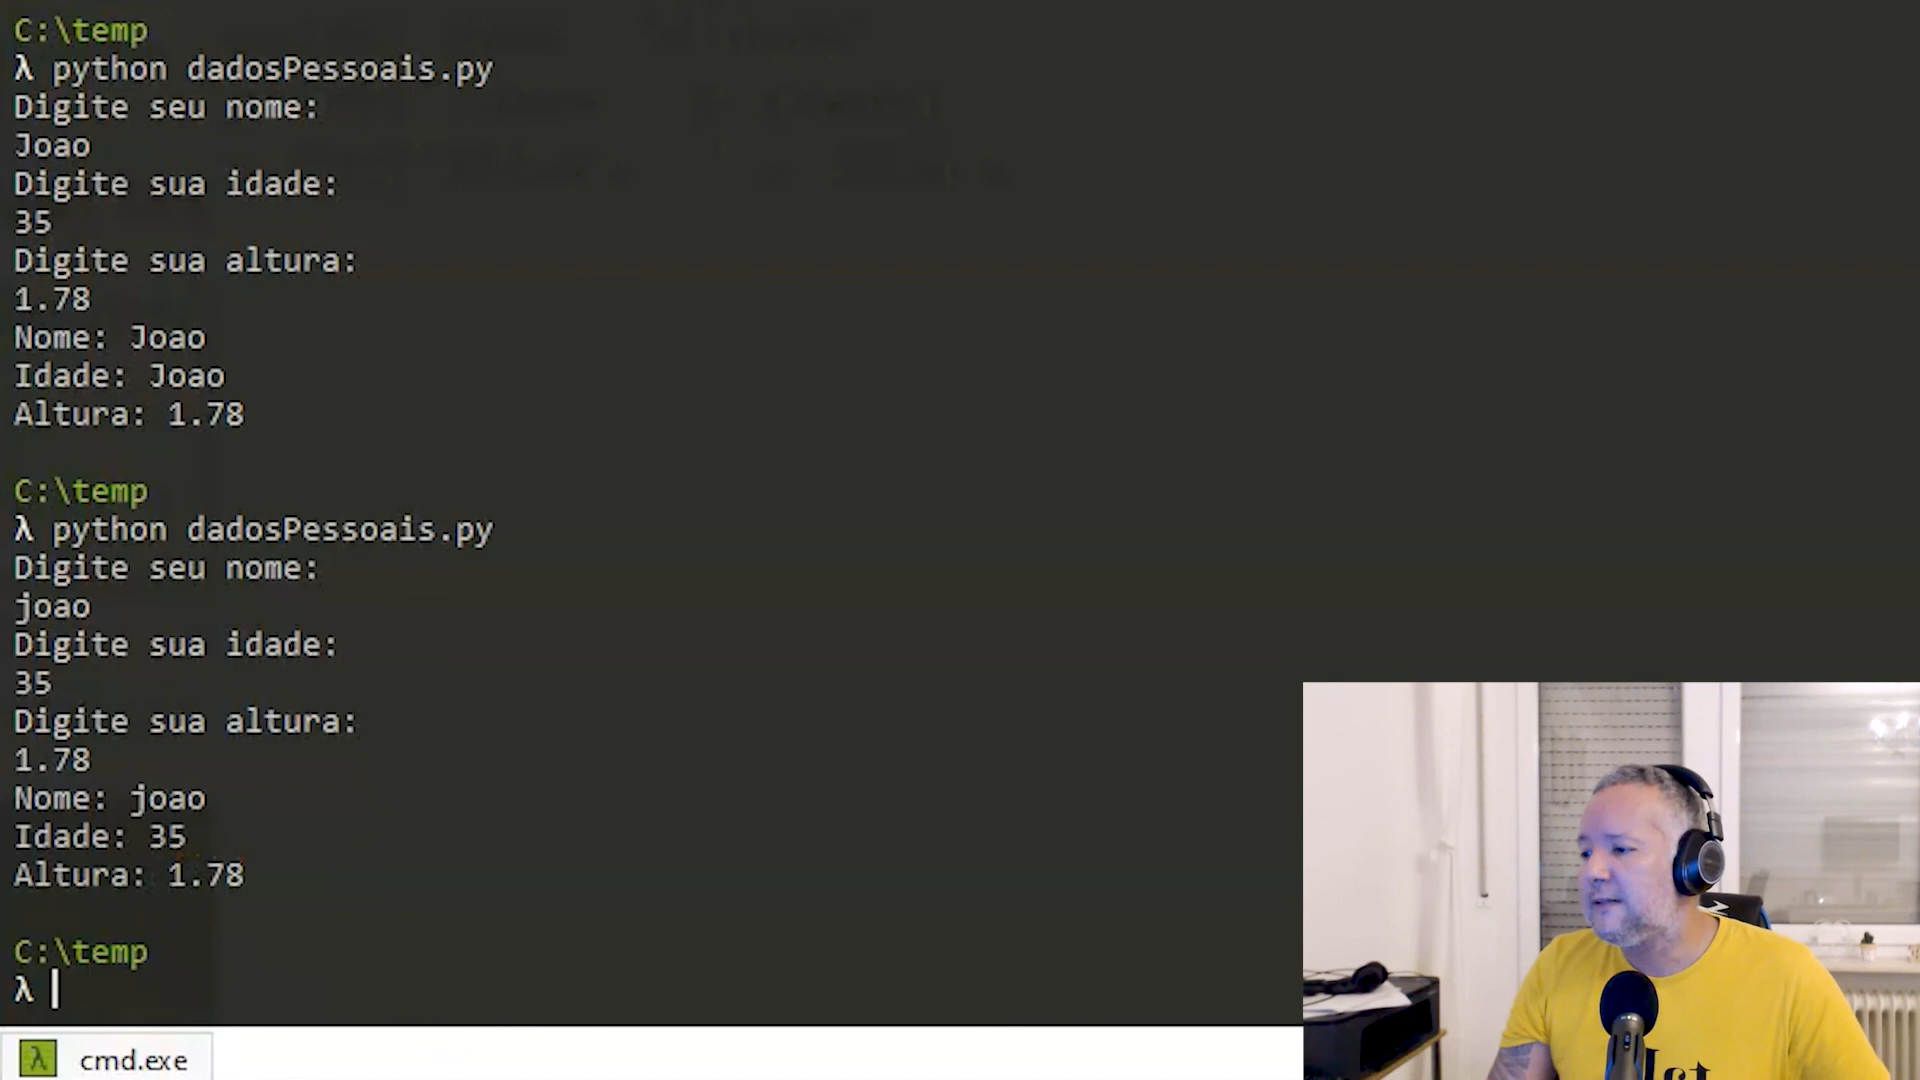 C:\temp
λ python dadosPessoais.py
Digite seu nome:
Joao
Digite sua idade:
35
Digite sua altura:
1.78
Nome: Joao
Idade: Joao
Altura: 1.78
C:\temp
λ python dadosPessoais.py
Digite seu nome:
joao
Digite sua idade:
35
Digite sua altura:
1.78
Nome: joao
Idade: 35
Altura: 1.78
C:\temp
λ
λ cmd.exe